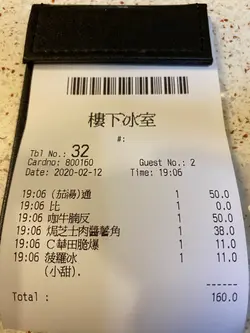 樓下冰室
#:
Tbl No.: 32
Cardno: 800160 Guest No.: 2
Date: 2020-02-12 Time: 19:06
19:06 (茄湯)通 1 50.0
19:06 比 1 0.0
19:06 咖牛腩反 1 50.0
19:06 焗芝士肉醬薯角 1 38.0
19:06 C華田脆爆 1 11.0
19:06 菠蘿冰 1 11.0
(小甜).
Total : 160.0